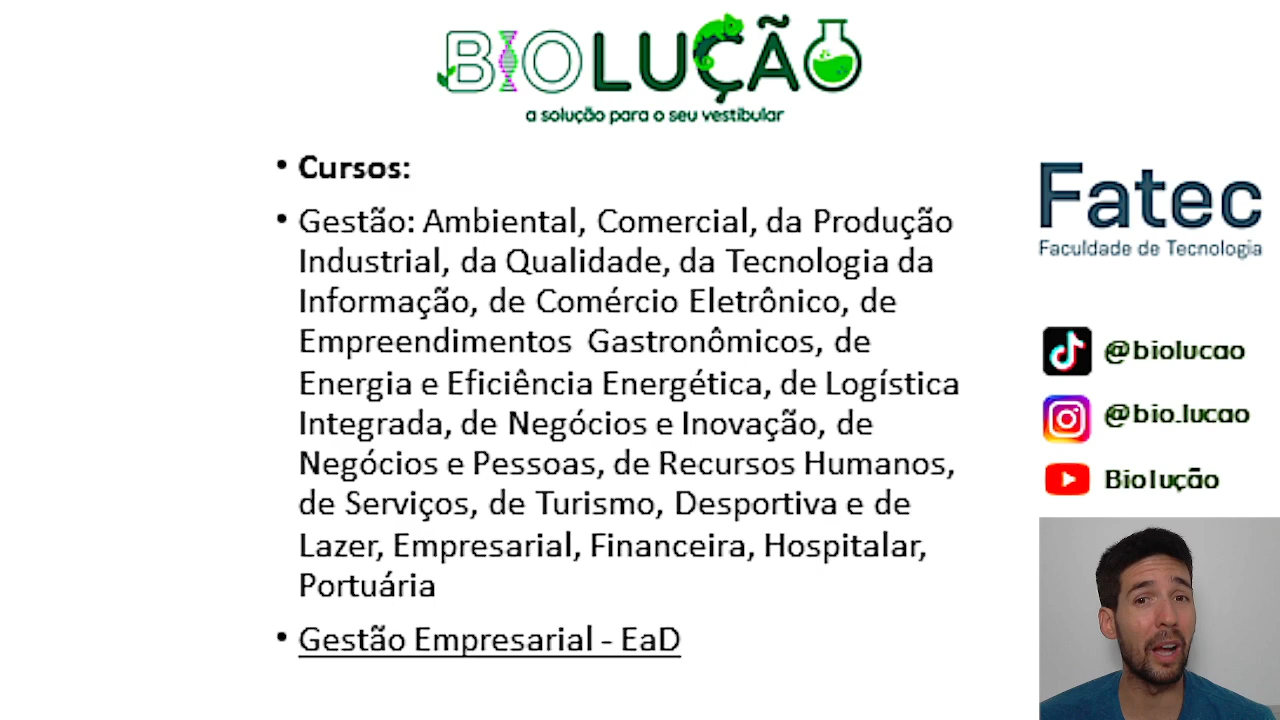 BIOLUÇÃO
a solução para o seu vestibular
• Cursos:
• Gestão: Ambiental, Comercial, da Produção
Industrial, da Qualidade, da Tecnologia da
Informação, de Comércio Eletrônico, de
Empreendimentos Gastronômicos, de
Energia e Eficiência Energética, de Logística
Integrada, de Negócios e Inovação, de
Negócios e Pessoas, de Recursos Humanos,
de Serviços, de Turismo, Desportiva e de
Lazer, Empresarial, Financeira, Hospitalar,
Portuária
• Gestão Empresarial - EaD
Fatec
Faculdade de Tecnologia
@biolucao
@bio.lucao
Biolução